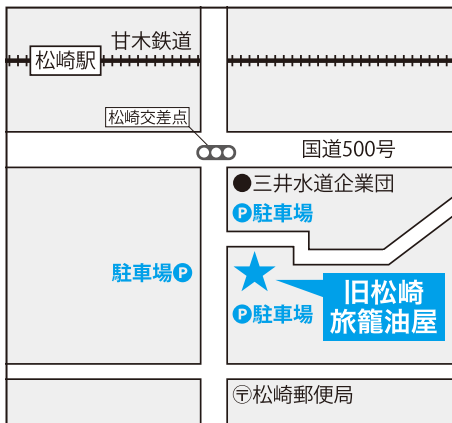 甘木鉄道
松崎駅
松崎交差点
国道500号
●三井水道企業団
P駐車場
駐車場P
旧松崎
旅籠油屋
P駐車場
〶松崎郵便局